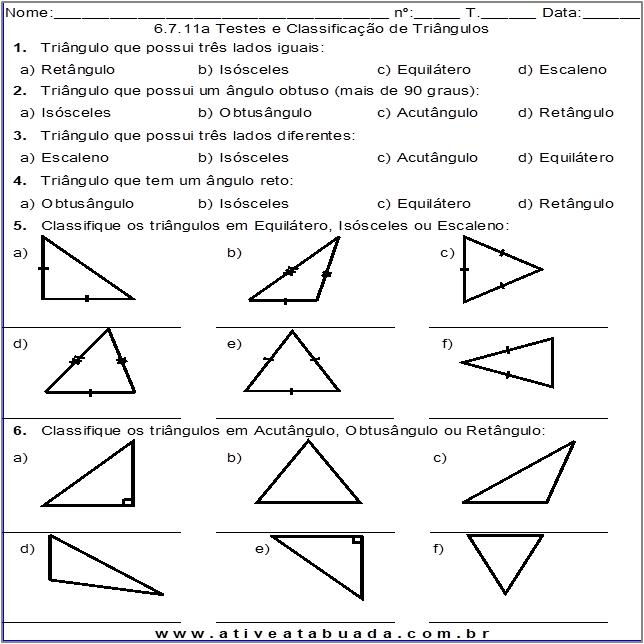 Nome:______________________________ nº:_____ T.______ Data:_______
6.7.11a Testes e Classificação de Triângulos
1. Triângulo que possui três lados iguais:
a) Retângulo b) Isósceles c) Equilátero d) Escaleno
2. Triângulo que possui um ângulo obtuso (mais de 90 graus):
a) Isósceles b) Obtusângulo c) Acutângulo d) Retângulo
3. Triângulo que possui três lados diferentes:
a) Escaleno b) Isósceles c) Acutângulo d) Equilátero
4. Triângulo que tem um ângulo reto:
a) Obtusângulo b) Isósceles c) Equilátero d) Retângulo
5. Classifique os triângulos em Equilátero, Isósceles ou Escaleno:
a) b) c)
d) e) f)
6. Classifique os triângulos em Acutângulo, Obtusângulo ou Retângulo:
a) b) c)
d) e) f)
www.ativeatabuada.com.br